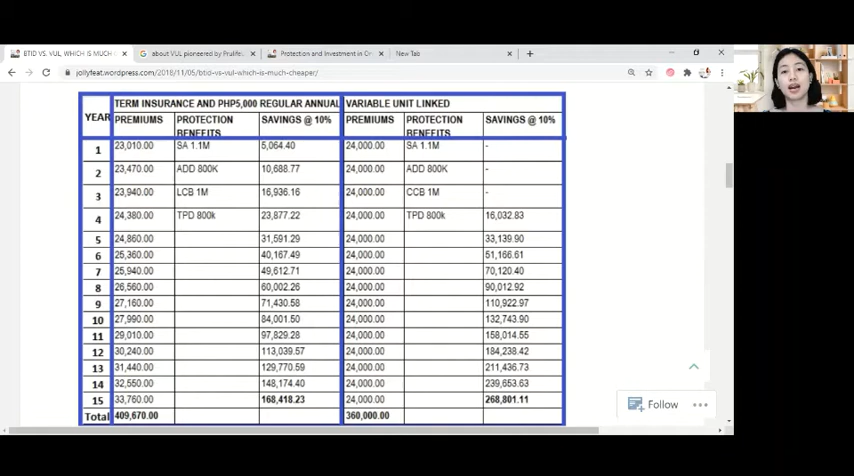 BTID VS. VUL, WHICH IS MUCH
about VUL pioneered by Prulife
Protection and Investment in On
New Tab
jollyfeat.wordpress.com/2018/11/05/btid-vs-vul-which-is-much-cheaper/
TERM INSURANCE AND PHP5,000 REGULAR ANNUAL VARIABLE UNIT LINKED
YEAR PREMIUMS PROTECTION BENEFITS SAVINGS @ 10% PREMIUMS PROTECTION BENEFITS SAVINGS @ 10%
1 23,010.00 SA 1.1M 5,064.40 24,000.00 SA 1.1M -
2 23,470.00 ADD 800K 10,688.77 24,000.00 ADD 800K -
3 23,940.00 LCB 1M 16,936.16 24,000.00 CCB 1M -
4 24,380.00 TPD 800k 23,877.22 24,000.00 TPD 800k 16,032.83
5 24,860.00 31,591.29 24,000.00 33,139.90
6 25,360.00 40,167.49 24,000.00 51,166.61
7 25,940.00 49,612.71 24,000.00 70,120.40
8 26,560.00 60,002.26 24,000.00 90,012.92
9 27,160.00 71,430.58 24,000.00 110,922.97
10 27,990.00 84,001.50 24,000.00 132,743.90
11 29,010.00 97,829.28 24,000.00 158,014.55
12 30,240.00 113,039.57 24,000.00 184,238.42
13 31,440.00 129,770.59 24,000.00 211,436.73
14 32,550.00 148,174.40 24,000.00 239,653.63
15 33,760.00 168,418.23 24,000.00 268,801.11
Total 409,670.00 360,000.00
Follow